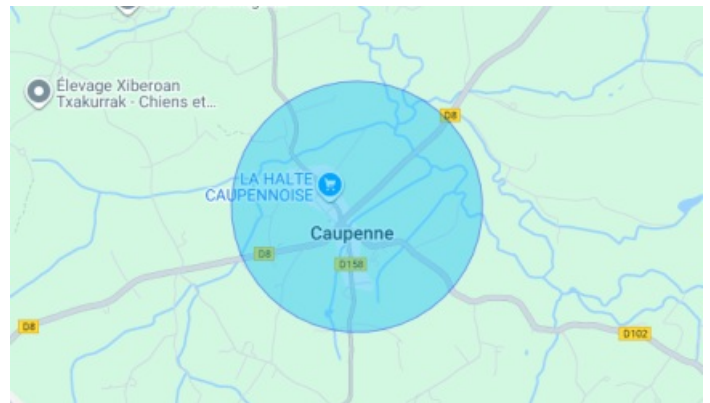 Élevage Xiberoan
Txakurrak - Chiens et...
D8
LA HALTE
CAUPENNOISE
Caupenne
D8
D158
D8
D102